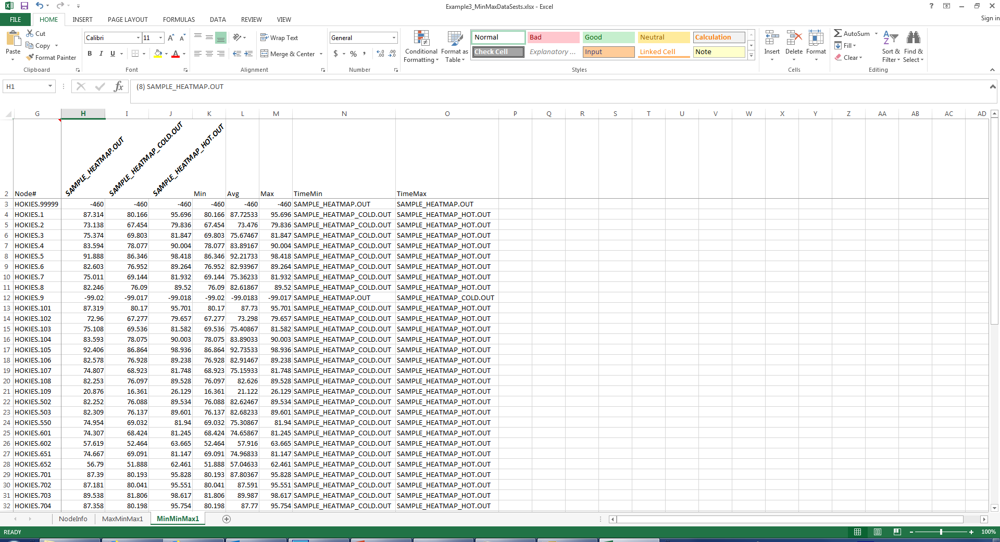 Example3_MinMaxDataSests.xlsx - Excel
FILE HOME INSERT PAGE LAYOUT FORMULAS DATA REVIEW VIEW Sign in
Paste Cut Copy Format Painter Clipboard
Calibri 11 B I U A A A Font
Wrap Text Merge & Center Alignment
General $ % , Number
Conditional Formatting Format as Table
Normal Bad Good Neutral Calculation
Check Cell Explanatory ... Input Linked Cell Note
Styles
Insert Delete Format Cells
AutoSum Fill Clear Sort & Filter Find & Select Editing
H1 fx (8) SAMPLE_HEATMAP.OUT
G H I J K L M N O P Q R S T U V W X Y Z AA AB AC AD
2 Node# SAMPLE_HEATMAP.OUT SAMPLE_HEATMAP_COLD.OUT SAMPLE_HEATMAP_HOT.OUT Min Avg Max TimeMin TimeMax
3 HOKIES.99999 -460 -460 -460 -460 -460 -460 SAMPLE_HEATMAP.OUT SAMPLE_HEATMAP.OUT
4 HOKIES.1 87.314 80.166 95.696 80.166 87.72533 95.696 SAMPLE_HEATMAP_COLD.OUT SAMPLE_HEATMAP_HOT.OUT
5 HOKIES.2 73.138 67.454 79.836 67.454 73.476 79.836 SAMPLE_HEATMAP_COLD.OUT SAMPLE_HEATMAP_HOT.OUT
6 HOKIES.3 75.374 69.803 81.847 69.803 75.67467 81.847 SAMPLE_HEATMAP_COLD.OUT SAMPLE_HEATMAP_HOT.OUT
7 HOKIES.4 83.594 78.077 90.004 78.077 83.89167 90.004 SAMPLE_HEATMAP_COLD.OUT SAMPLE_HEATMAP_HOT.OUT
8 HOKIES.5 91.888 86.346 98.418 86.346 92.21733 98.418 SAMPLE_HEATMAP_COLD.OUT SAMPLE_HEATMAP_HOT.OUT
9 HOKIES.6 82.603 76.952 89.264 76.952 82.93967 89.264 SAMPLE_HEATMAP_COLD.OUT SAMPLE_HEATMAP_HOT.OUT
10 HOKIES.7 75.011 69.144 81.932 69.144 75.36233 81.932 SAMPLE_HEATMAP_COLD.OUT SAMPLE_HEATMAP_HOT.OUT
11 HOKIES.8 82.246 76.09 89.52 76.09 82.61867 89.52 SAMPLE_HEATMAP_COLD.OUT SAMPLE_HEATMAP_HOT.OUT
12 HOKIES.9 -99.02 -99.017 -99.018 -99.02 -99.0183 -99.017 SAMPLE_HEATMAP.OUT SAMPLE_HEATMAP_COLD.OUT
13 HOKIES.101 87.319 80.17 95.701 80.17 87.73 95.701 SAMPLE_HEATMAP_COLD.OUT SAMPLE_HEATMAP_HOT.OUT
14 HOKIES.102 72.96 67.277 79.657 67.277 73.298 79.657 SAMPLE_HEATMAP_COLD.OUT SAMPLE_HEATMAP_HOT.OUT
15 HOKIES.103 75.108 69.536 81.582 69.536 75.40867 81.582 SAMPLE_HEATMAP_COLD.OUT SAMPLE_HEATMAP_HOT.OUT
16 HOKIES.104 83.593 78.075 90.003 78.075 83.89033 90.003 SAMPLE_HEATMAP_COLD.OUT SAMPLE_HEATMAP_HOT.OUT
17 HOKIES.105 92.406 86.864 98.936 86.864 92.73533 98.936 SAMPLE_HEATMAP_COLD.OUT SAMPLE_HEATMAP_HOT.OUT
18 HOKIES.106 82.578 76.928 89.238 76.928 82.91467 89.238 SAMPLE_HEATMAP_COLD.OUT SAMPLE_HEATMAP_HOT.OUT
19 HOKIES.107 74.807 68.923 81.748 68.923 75.15933 81.748 SAMPLE_HEATMAP_COLD.OUT SAMPLE_HEATMAP_HOT.OUT
20 HOKIES.108 82.253 76.097 89.528 76.097 82.626 89.528 SAMPLE_HEATMAP_COLD.OUT SAMPLE_HEATMAP_HOT.OUT
21 HOKIES.109 20.876 16.361 26.129 16.361 21.122 26.129 SAMPLE_HEATMAP_COLD.OUT SAMPLE_HEATMAP_HOT.OUT
22 HOKIES.502 82.252 76.088 89.534 76.088 82.62467 89.534 SAMPLE_HEATMAP_COLD.OUT SAMPLE_HEATMAP_HOT.OUT
23 HOKIES.503 82.309 76.137 89.601 76.137 82.68233 89.601 SAMPLE_HEATMAP_COLD.OUT SAMPLE_HEATMAP_HOT.OUT
24 HOKIES.550 74.954 69.032 81.94 69.032 75.30867 81.94 SAMPLE_HEATMAP_COLD.OUT SAMPLE_HEATMAP_HOT.OUT
25 HOKIES.601 74.307 68.424 81.245 68.424 74.65867 81.245 SAMPLE_HEATMAP_COLD.OUT SAMPLE_HEATMAP_HOT.OUT
26 HOKIES.602 57.619 52.464 63.665 52.464 57.916 63.665 SAMPLE_HEATMAP_COLD.OUT SAMPLE_HEATMAP_HOT.OUT
27 HOKIES.651 74.667 69.091 81.147 69.091 74.96833 81.147 SAMPLE_HEATMAP_COLD.OUT SAMPLE_HEATMAP_HOT.OUT
28 HOKIES.652 56.79 51.888 62.461 51.888 57.04633 62.461 SAMPLE_HEATMAP_COLD.OUT SAMPLE_HEATMAP_HOT.OUT
29 HOKIES.701 87.39 80.193 95.828 80.193 87.80367 95.828 SAMPLE_HEATMAP_COLD.OUT SAMPLE_HEATMAP_HOT.OUT
30 HOKIES.702 87.181 80.041 95.551 80.041 87.591 95.551 SAMPLE_HEATMAP_COLD.OUT SAMPLE_HEATMAP_HOT.OUT
31 HOKIES.703 89.538 81.806 98.617 81.806 89.987 98.617 SAMPLE_HEATMAP_COLD.OUT SAMPLE_HEATMAP_HOT.OUT
32 HOKIES.704 87.358 80.198 95.754 80.198 87.77 95.754 SAMPLE_HEATMAP_COLD.OUT SAMPLE_HEATMAP_HOT.OUT
NodeInfo MaxMinMax1 MinMinMax1
READY 100%